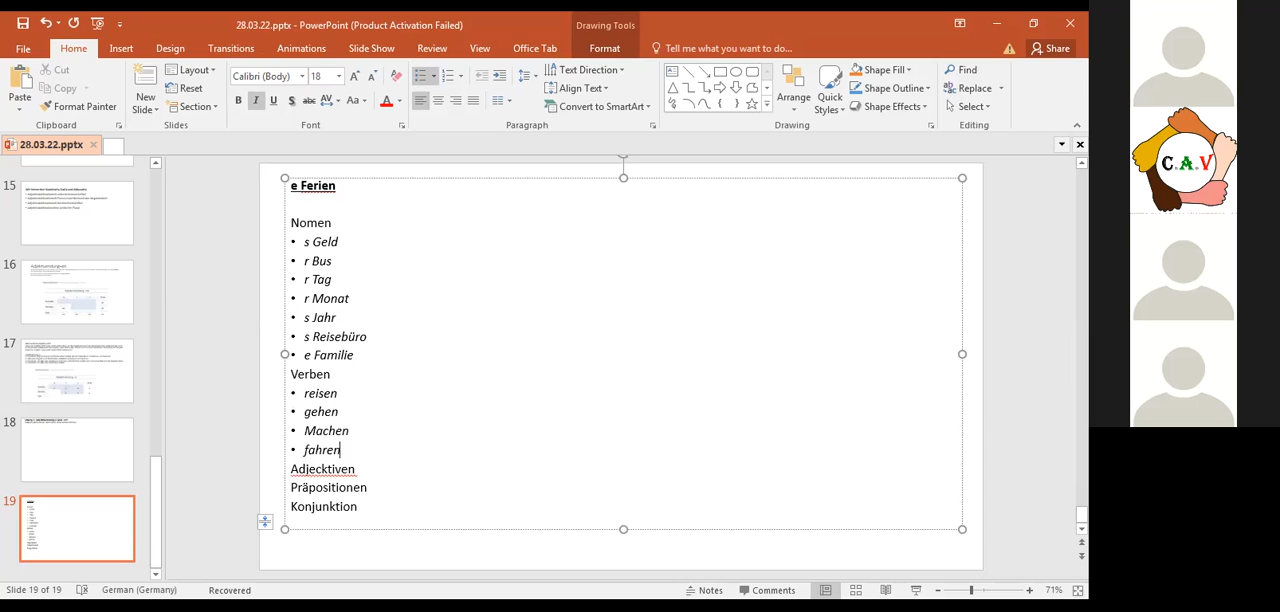 28.03.22.pptx - PowerPoint (Product Activation Failed)
Drawing Tools
File
Home
Insert
Design
Transitions
Animations
Slide Show
Review
View
Office Tab
Format
Tell me what you want to do...
Share
Paste
Cut
Copy
Format Painter
Clipboard
New
Slide
Layout
Reset
Section
Slides
Calibri (Body)
18
B I U S abc AV Aa A
Font
Text Direction
Align Text
Convert to SmartArt
Paragraph
Arrange
Quick
Styles
Shape Fill
Shape Outline
Shape Effects
Drawing
Find
Replace
Select
Editing
28.03.22.pptx
15
16
17
18
19
e Ferien
Nomen
• s Geld
• r Bus
• r Tag
• r Monat
• s Jahr
• s Reisebüro
• e Familie
Verben
• reisen
• gehen
• Machen
• fahren
Adjecktiven
Präpositionen
Konjunktion
C.A.V
Slide 19 of 19
German (Germany)
Recovered
Notes
Comments
71%